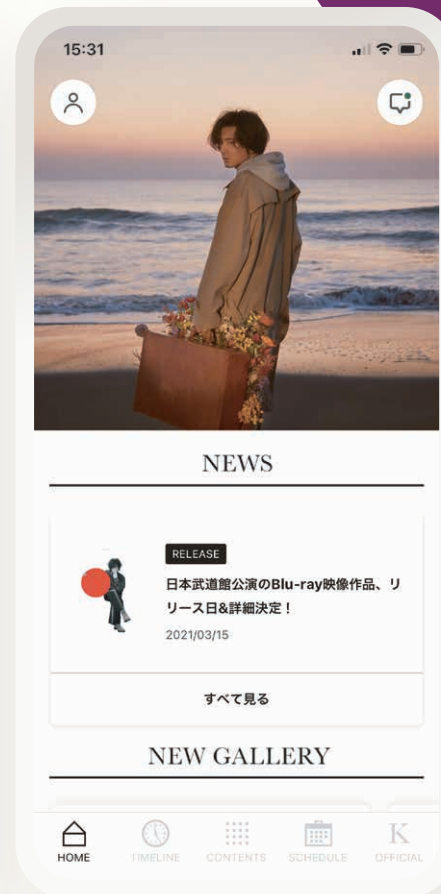 15:31
NEWS
RELEASE
日本武道館公演のBlu-ray映像作品、リ
リース日&詳細決定！
2021/03/15
すべて見る
NEW GALLERY
HOME
TIMELINE
CONTENTS
SCHEDULE
K
OFFICIAL